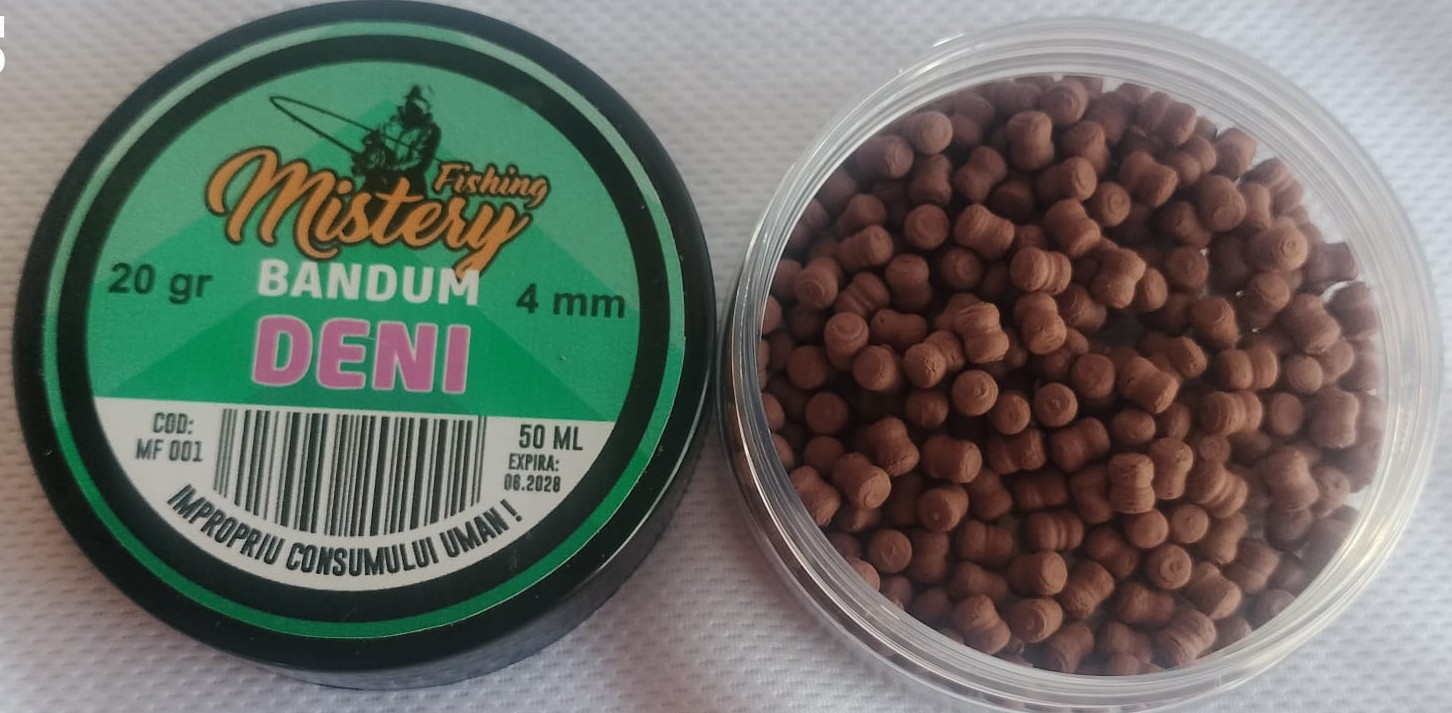 Mistery Fishing
20 gr
BANDUM
4 mm
DENI
COD:
MF 001
50 ML
EXPIRA:
06.2028
IMPROPRIU CONSUMULUI UMAN !